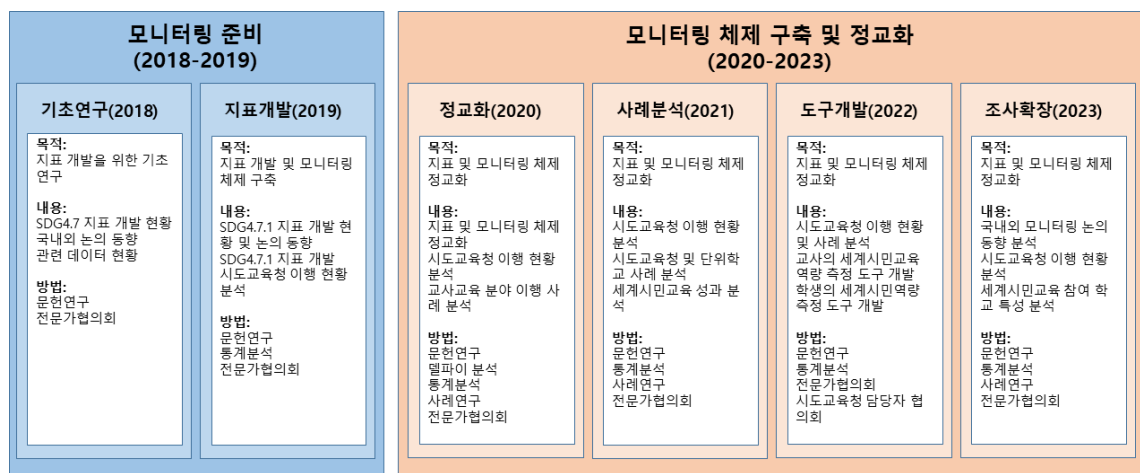 모니터링 준비
(2018-2019)
기초연구(2018)
목적:
지표 개발을 위한 기초
연구
내용:
SDG4.7 지표 개발 현황
국내외 논의 동향
관련 데이터 현황
방법:
문헌연구
전문가협의회
지표개발(2019)
목적:
지표 개발 및 모니터링
체제 구축
내용:
SDG4.7.1 지표 개발 현
황 및 논의 동향
SDG4.7.1 지표 개발
시도교육청 이행 현황
분석
방법:
문헌연구
통계분석
전문가협의회
모니터링 체제 구축 및 정교화
(2020-2023)
정교화(2020)
목적:
지표 및 모니터링 체제
정교화
내용:
지표 및 모니터링 체제
정교화
시도교육청 이행 현황
분석
교사교육 분야 이행 사
례 분석
방법:
문헌연구
델파이 분석
통계분석
사례연구
전문가협의회
사례분석(2021)
목적:
지표 및 모니터링 체제
정교화
내용:
시도교육청 이행 현황
분석
시도교육청 및 단위학
교 사례 분석
세계시민교육 성과 분
석
방법:
문헌연구
통계분석
사례연구
전문가협의회
도구개발(2022)
목적:
지표 및 모니터링 체제
정교화
내용:
시도교육청 이행 현황
및 사례 분석
교사의 세계시민교육
역량 측정 도구 개발
학생의 세계시민역량
측정 도구 개발
방법:
문헌연구
통계분석
전문가협의회
시도교육청 담당자 협
의회
조사확장(2023)
목적:
지표 및 모니터링 체제
정교화
내용:
국내외 모니터링 논의
동향 분석
시도교육청 이행 현황
분석
세계시민교육 참여 학
교 특성 분석
방법:
문헌연구
통계분석
사례연구
전문가협의회